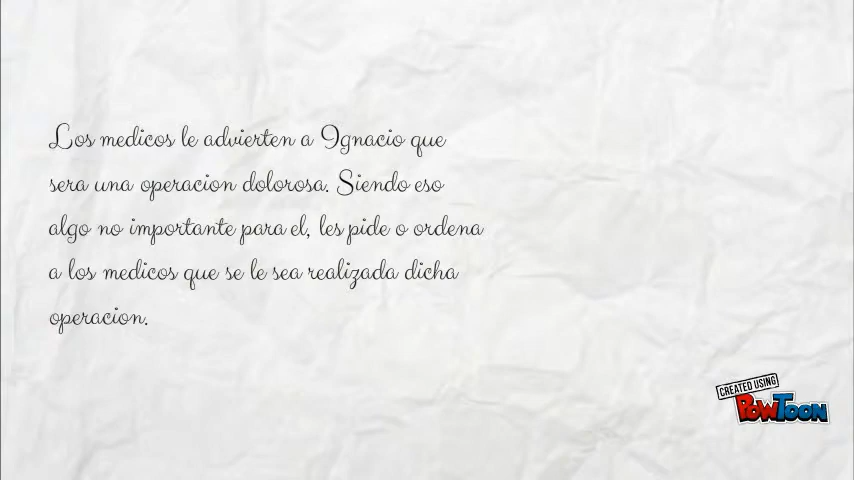 Los medicos le advierten a Ignacio que
sera una operacion dolorosa. Siendo eso
algo no importante para el, les pide o ordena
a los medicos que se le sea realizada dicha
operacion.
CREATED USING
POWTOON